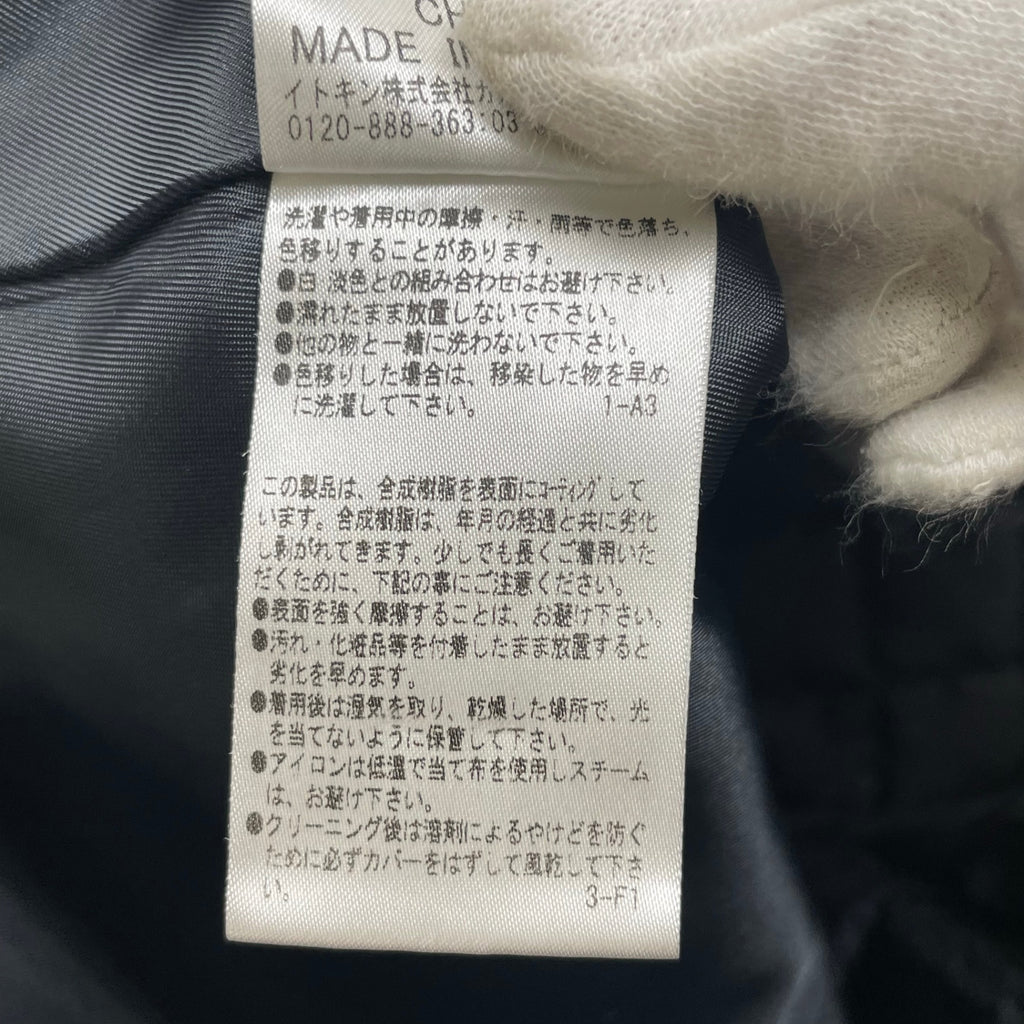 MADE
イトキン株式会社カ
0120-888-363:03
洗濯や着用中の摩擦・汗・雨等で色落ち、
色移りすることがあります。
●白 淡色との組み合わせはお避け下さい。
●濡れたまま放置しないで下さい。
●他の物と一緒に洗わないで下さい。
●色移りした場合は、移染した物を早め
に洗濯して下さい。 1-A3
この製品は、合成樹脂を表面にコーティングして
います。合成樹脂は、年月の経過と共に劣化
し剥がれてきます。少しでも長くご着用いた
だくために、下記の事にご注意ください。
●表面を強く摩擦することは、お避け下さい。
●汚れ・化粧品等を付着したまま放置すると
劣化を早めます。
●着用後は湿気を取り、乾燥した場所で、光
を当てないように保管して下さい。
●アイロンは低温で当て布を使用しスチーム
は、お避け下さい。
●クリーニング後は溶剤によるやけどを防ぐ
ために必ずカバーをはずして風乾して下さ
い。 3-F1